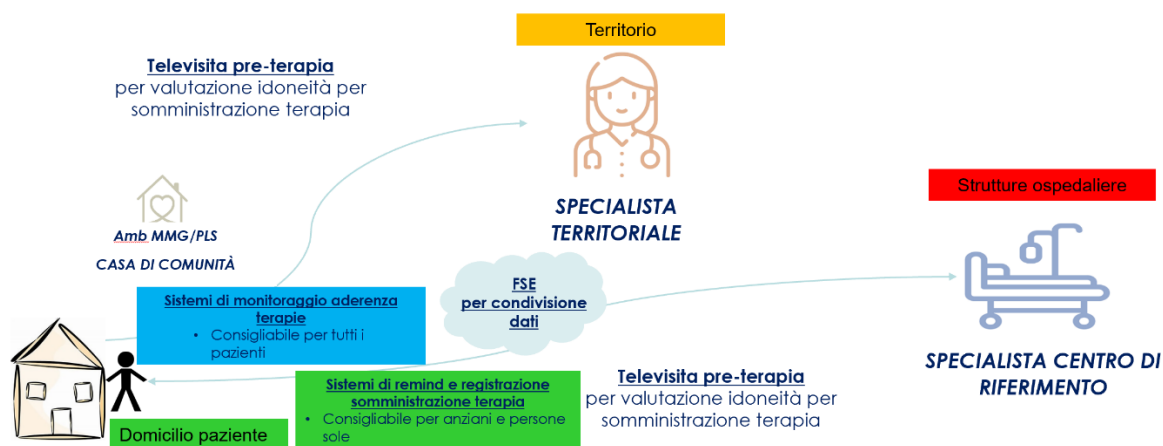 Territorio
Televisita pre-terapia
per valutazione idoneità per
somministrazione terapia
Strutture ospedaliere
SPECIALISTA
TERRITORIALE
Amb MMG/PLS
CASA DI COMUNITÀ
FSE
per condivisione
dati
Sistemi di monitoraggio aderenza
terapie
• Consigliabile per tutti i
pazienti
SPECIALISTA CENTRO DI
RIFERIMENTO
Sistemi di remind e registrazione
somministrazione terapia
• Consigliabile per anziani e persone
sole
Televisita pre-terapia
per valutazione idoneità per
somministrazione terapia
Domicilio paziente